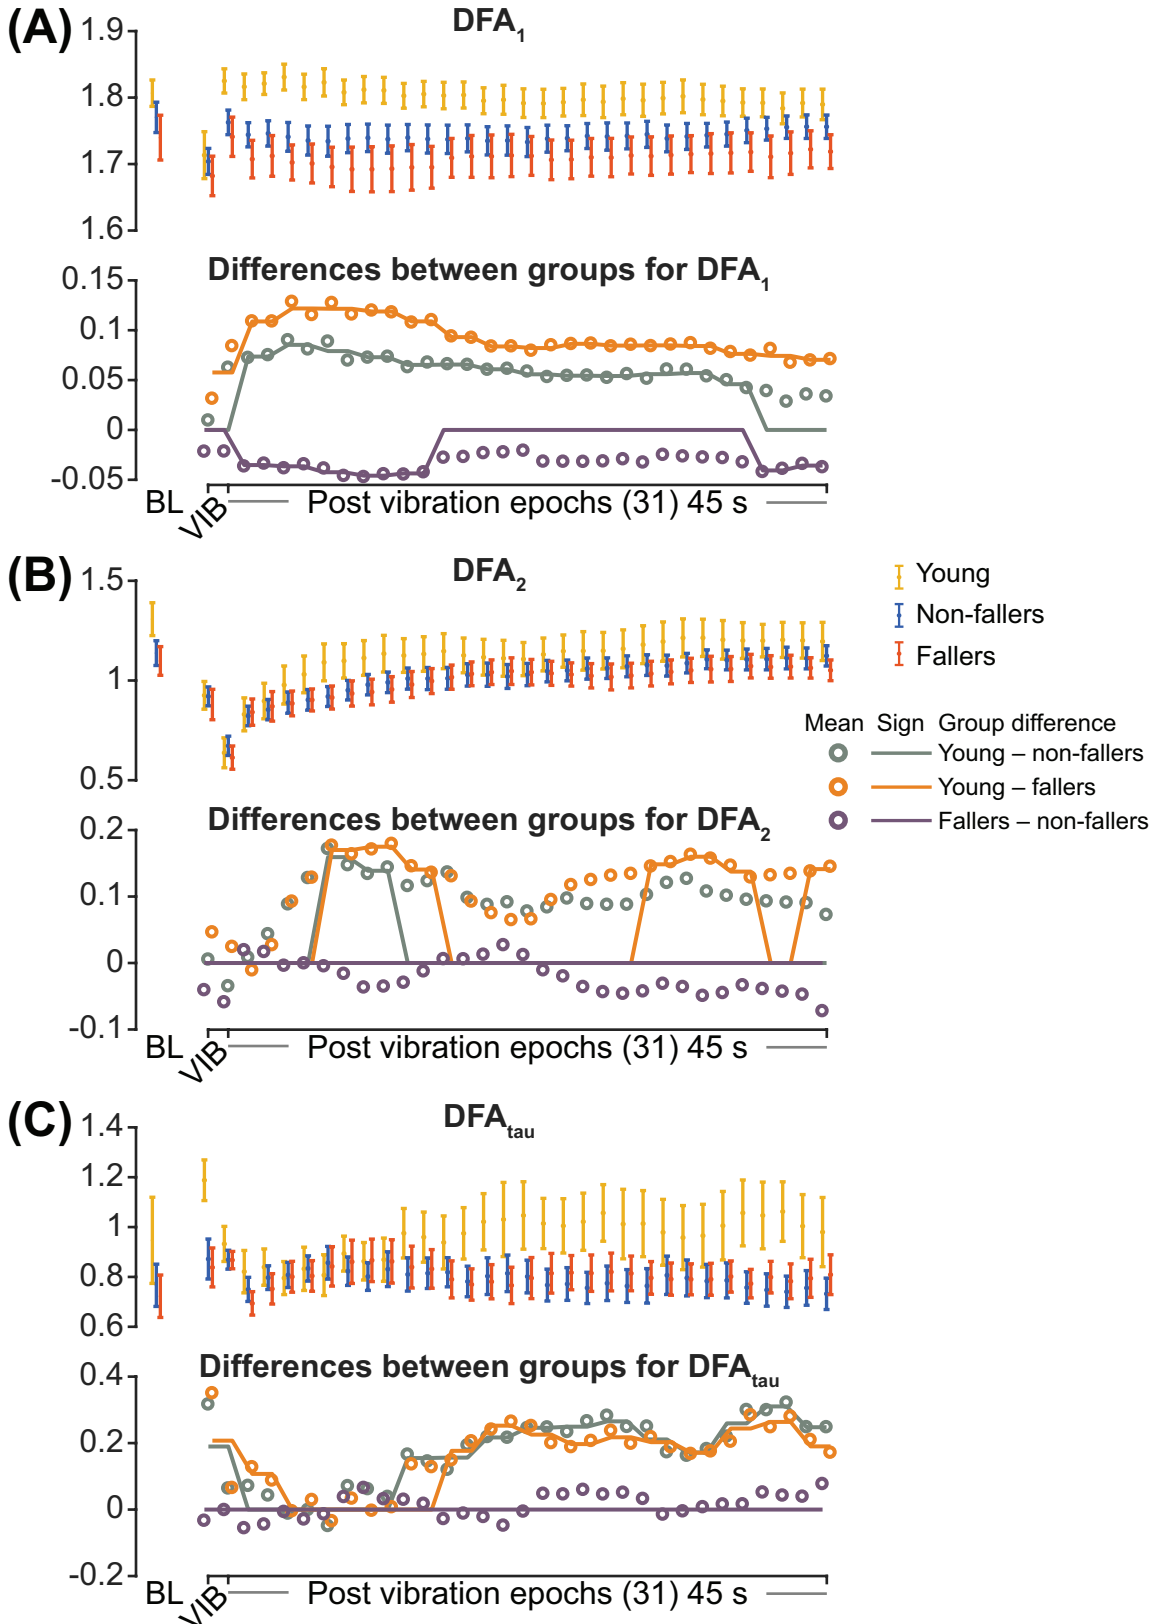 (A)
DFA1
1.9
1.8
1.7
1.6
Differences between groups for DFA1
0.15
0.1
0.05
0
-0.05
BL
VIB
Post vibration epochs (31) 45 s
(B)
DFA2
1.5
1
0.5
Young
Non-fallers
Fallers
Mean Sign Group difference
Young – non-fallers
Young – fallers
Fallers – non-fallers
Differences between groups for DFA2
0.2
0.1
0
-0.1
BL
VIB
Post vibration epochs (31) 45 s
(C)
DFAtau
1.4
1.2
1
0.8
0.6
Differences between groups for DFAtau
0.4
0.2
0
-0.2
BL
VIB
Post vibration epochs (31) 45 s